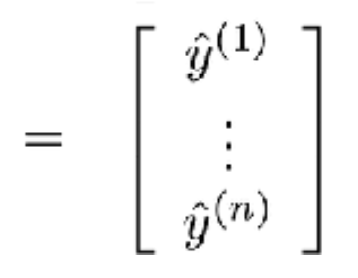 ŷ⁽¹⁾
= [ ⋮ ]
ŷ⁽ⁿ⁾